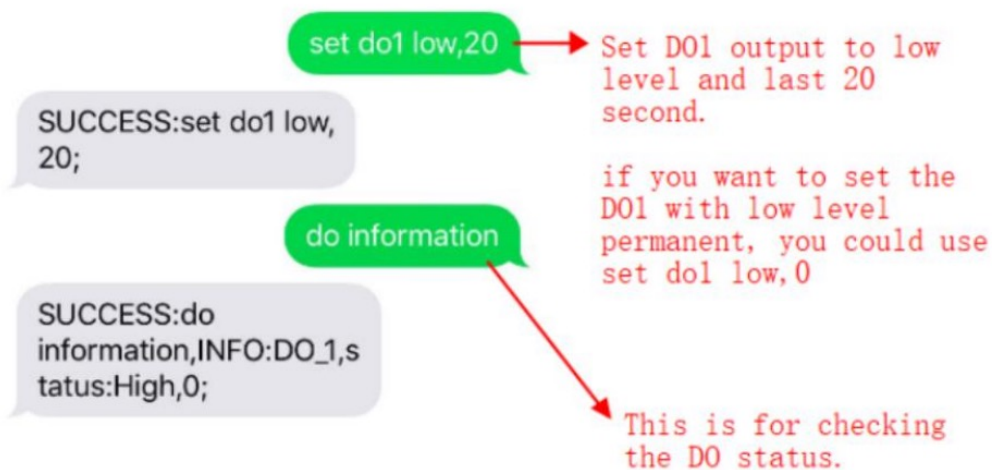 set do1 low,20
Set DO1 output to low
level and last 20
second.
SUCCESS:set do1 low,
20;
if you want to set the
DO1 with low level
permanent, you could use
set do1 low,0
do information
SUCCESS:do
information,INFO:DO_1,s
tatus:High,0;
This is for checking
the DO status.